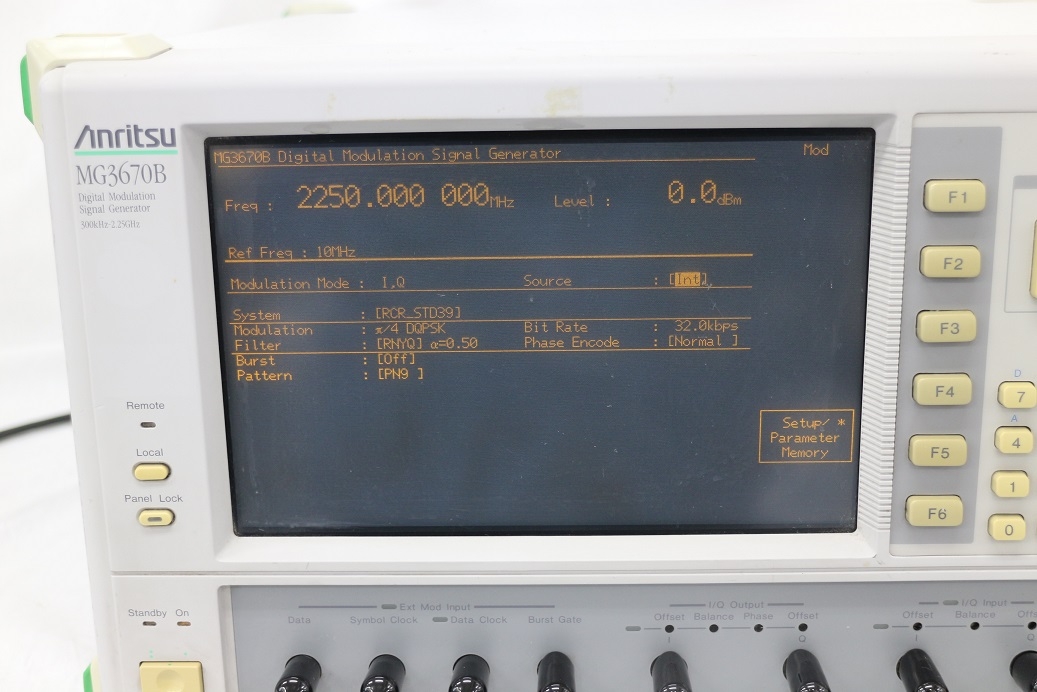 Anritsu
MG3670B
Digital Modulation
Signal Generator
300kHz-2.25GHz
MG3670B Digital Modulation Signal Generator
Mod
Freq : 2250.000 000MHz Level : 0.0dBm
Ref Freq : 10MHz
Modulation Mode : I,Q Source : [Int]
System : [RCR_STD39]
Modulation : π/4 DQPSK Bit Rate : 32.0kbps
Filter : [RNYQ] α=0.50 Phase Encode : [Normal ]
Burst : [Off]
Pattern : [PN9 ]
Setup/ *
Parameter
Memory
F1
F2
F3
F4
F5
F6
D
7
A
4
1
0
Remote
Local
Panel Lock
Standby On
Ext Mod Input
Data Symbol Clock Data Clock Burst Gate
I/Q Output
Offset Balance Phase Offset
I Q
I/Q Input
Offset Balance
I Q